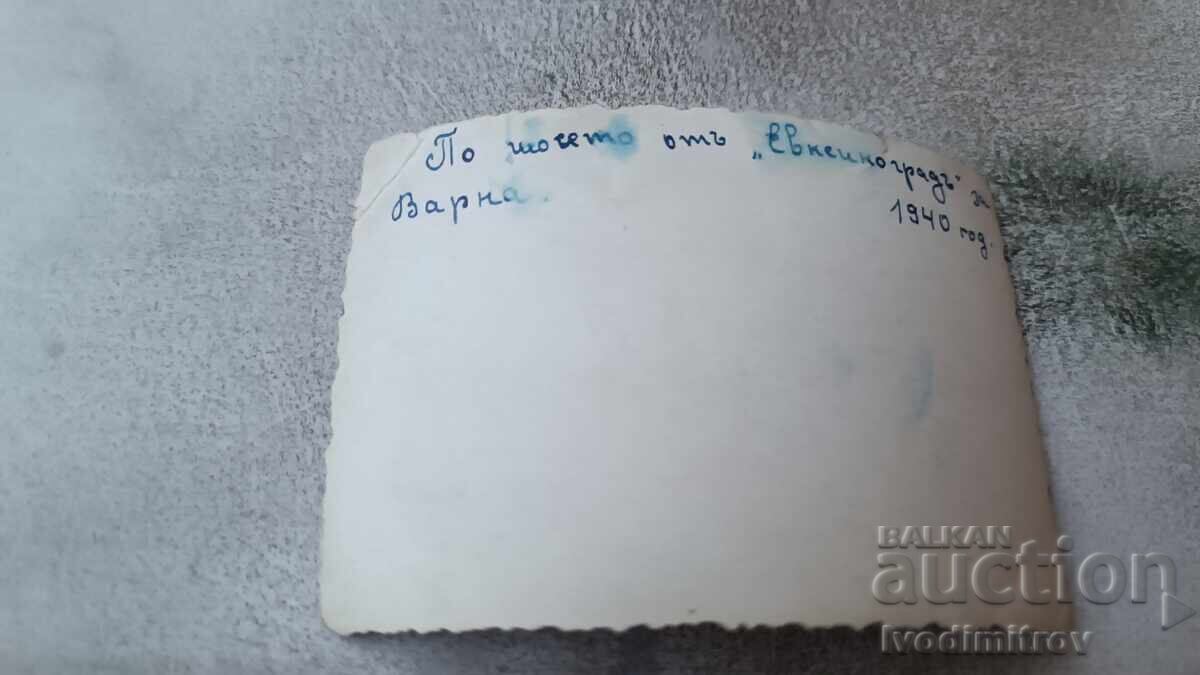 По шосето отъ „Евксиноградъ“ за
Варна.
1940 год.
BALKAN
auction
Ivodimitrov